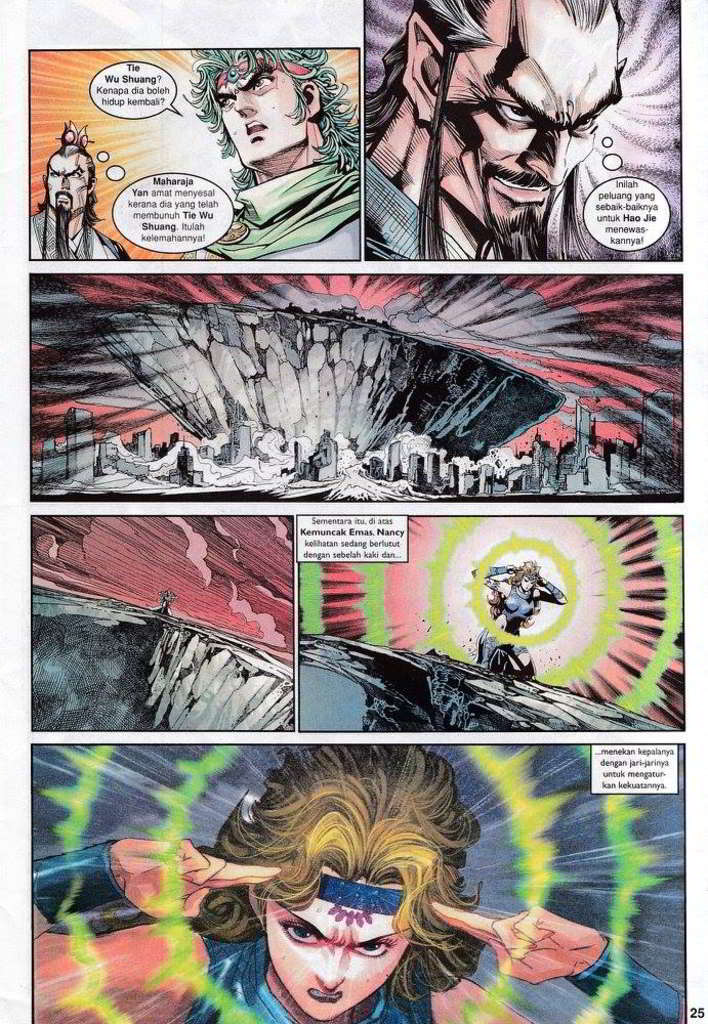 Tie
Wu Shuang?
Kenapa dia boleh
hidup kembali?
Maharaja
Yan amat menyesal
kerana dia yang telah
membunuh Tie Wu
Shuang. Itulah
kelemahannya!
Inilah
peluang yang
sebaik-baiknya
untuk Hao Jie
menewas-
kannya!
Sementara itu, di atas
Kemuncak Emas, Nancy
kelihatan sedang berlutut
dengan sebelah kaki dan...
...menekan kepalanya
dengan jari-jarinya
untuk mengatur-
kan kekuatannya.
25